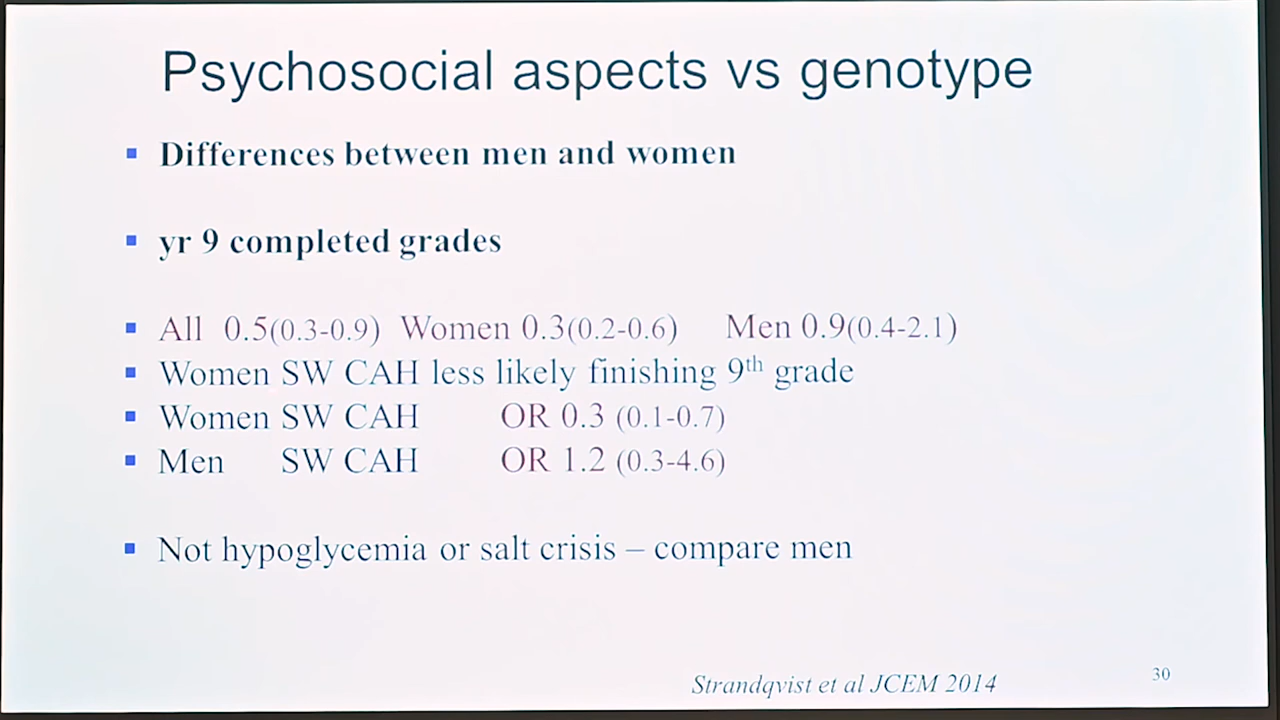 Psychosocial aspects vs genotype
▪ Differences between men and women
▪ yr 9 completed grades
▪ All 0.5(0.3-0.9) Women 0.3(0.2-0.6) Men 0.9(0.4-2.1)
▪ Women SW CAH less likely finishing 9th grade
▪ Women SW CAH OR 0.3 (0.1-0.7)
▪ Men SW CAH OR 1.2 (0.3-4.6)
▪ Not hypoglycemia or salt crisis – compare men
Strandqvist et al JCEM 2014
30